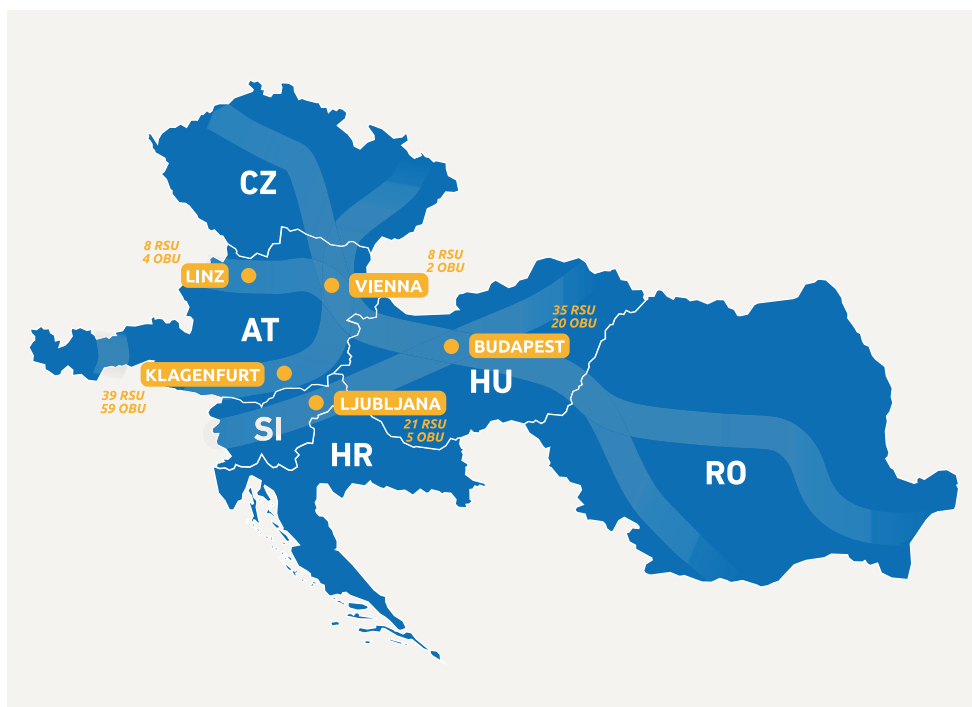 CZ
8 RSU
4 OBU
LINZ
8 RSU
2 OBU
VIENNA
AT
35 RSU
20 OBU
BUDAPEST
KLAGENFURT
39 RSU
59 OBU
HU
LJUBLJANA
21 RSU
5 OBU
SI
HR
RO